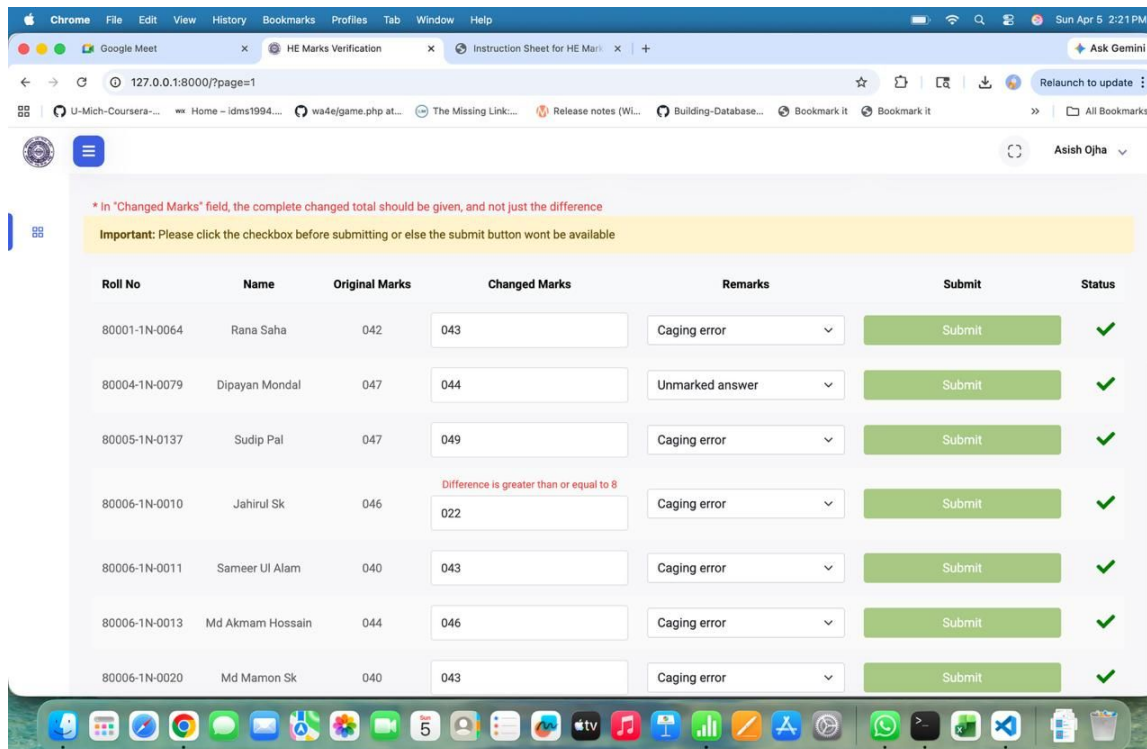 Chrome File Edit View History Bookmarks Profiles Tab Window Help Sun Apr 5 2:21 PM
Google Meet HE Marks Verification Instruction Sheet for HE Mark Ask Gemini
127.0.0.1:8000/?page=1 Relaunch to update
U-Mich-Coursera-... Home – idms1994.... wa4e/game.php at... The Missing Link:... Release notes (Wi... Building-Database... Bookmark it Bookmark it All Bookmarks
Asish Ojha
* In "Changed Marks" field, the complete changed total should be given, and not just the difference
Important: Please click the checkbox before submitting or else the submit button wont be available
Roll No Name Original Marks Changed Marks Remarks Submit Status
80001-1N-0064 Rana Saha 042 043 Caging error Submit
80004-1N-0079 Dipayan Mondal 047 044 Unmarked answer Submit
80005-1N-0137 Sudip Pal 047 049 Caging error Submit
Difference is greater than or equal to 8
80006-1N-0010 Jahirul Sk 046 022 Caging error Submit
80006-1N-0011 Sameer Ul Alam 040 043 Caging error Submit
80006-1N-0013 Md Akmam Hossain 044 046 Caging error Submit
80006-1N-0020 Md Mamon Sk 040 043 Caging error Submit
Sun
5
tv